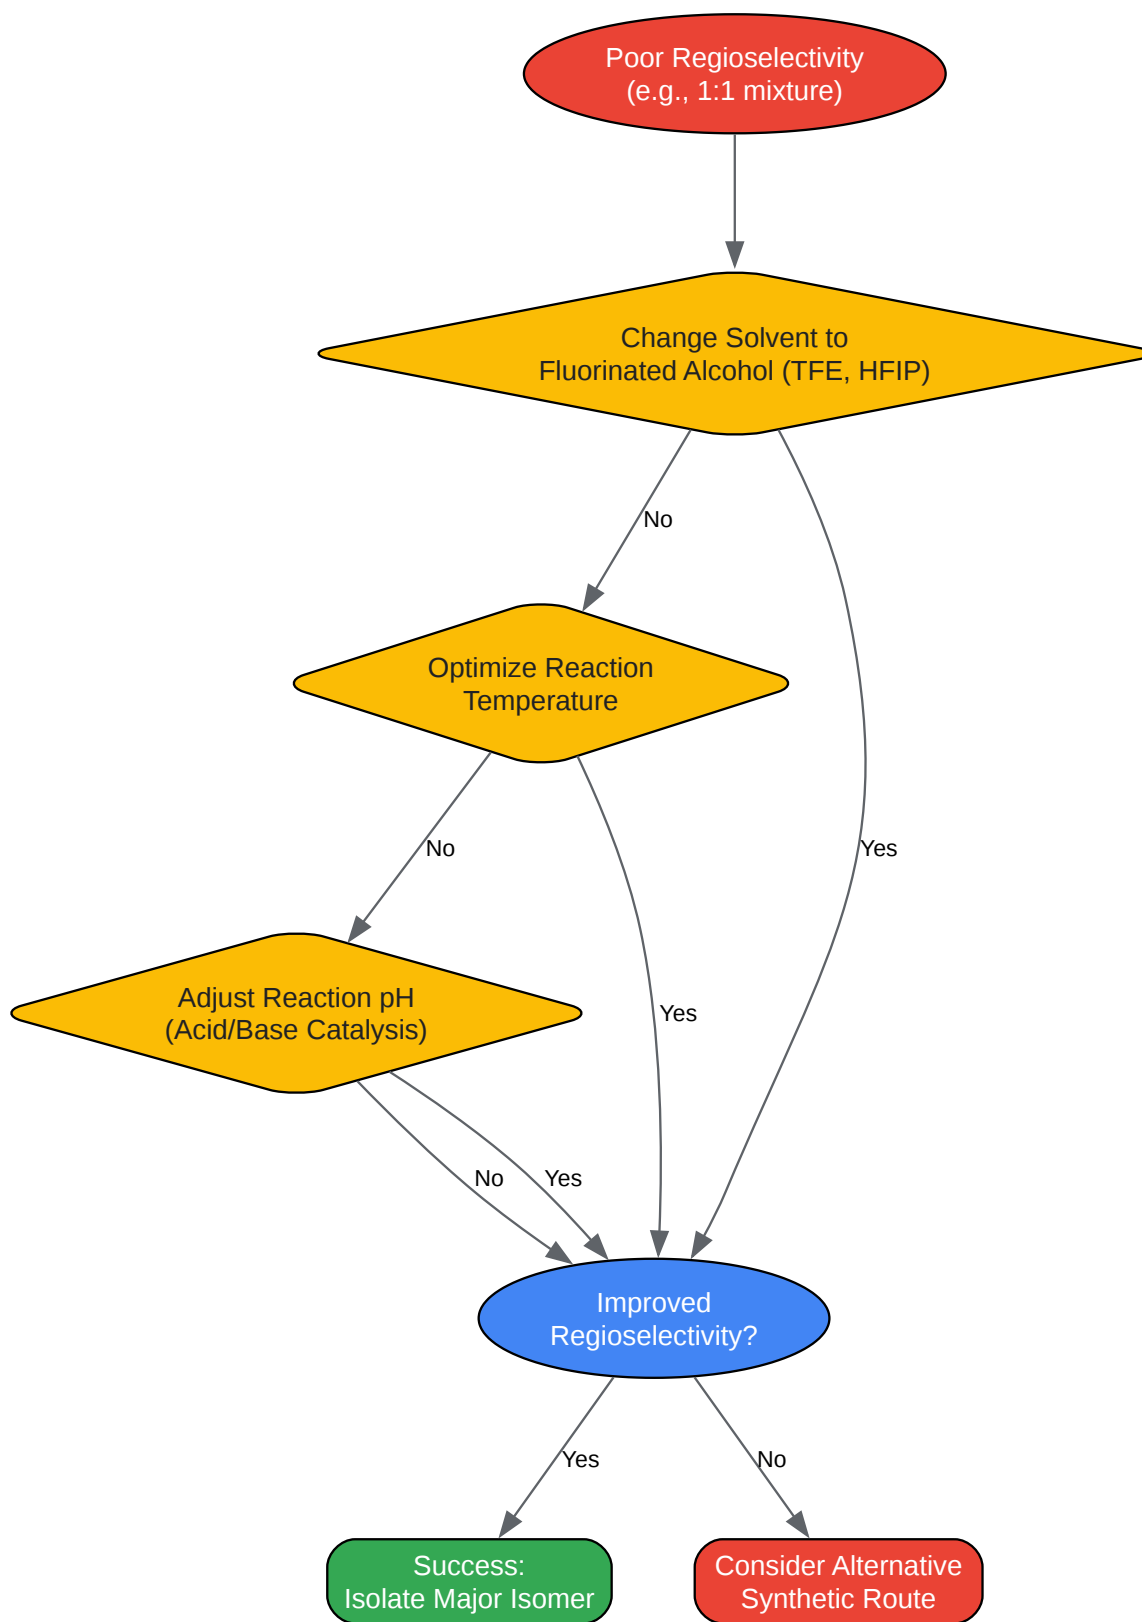 Poor Regioselectivity
(e.g., 1:1 mixture)
Change Solvent to
Fluorinated Alcohol (TFE, HFIP)
No
Optimize Reaction
Temperature
No
Yes
Adjust Reaction pH
(Acid/Base Catalysis)
Yes
No
Yes
Improved
Regioselectivity?
Yes
No
Success:
Isolate Major Isomer
Consider Alternative
Synthetic Route